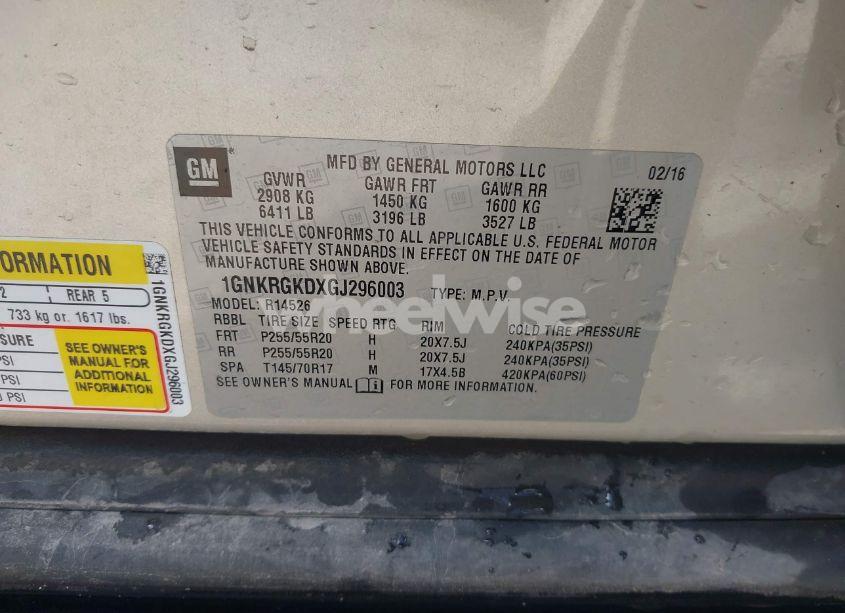 GM
MFD BY GENERAL MOTORS LLC 02/16
GVWR GAWR FRT GAWR RR
2908 KG 1450 KG 1600 KG
6411 LB 3196 LB 3527 LB
THIS VEHICLE CONFORMS TO ALL APPLICABLE U.S. FEDERAL MOTOR
VEHICLE SAFETY STANDARDS IN EFFECT ON THE DATE OF
MANUFACTURE SHOWN ABOVE.
1GNKRGKDXGJ296003 TYPE: M.P.V.
MODEL: R14526
RBBL TIRE SIZE SPEED RTG RIM COLD TIRE PRESSURE
FRT P255/55R20 H 20X7.5J 240KPA(35PSI)
RR P255/55R20 H 20X7.5J 240KPA(35PSI)
SPA T145/70R17 M 17X4.5B 420KPA(60PSI)
SEE OWNER'S MANUAL FOR MORE INFORMATION.
2 REAR 5
733 kg or. 1617 lbs.
SEE OWNER'S
MANUAL FOR
ADDITIONAL
INFORMATION
PSI
PSI
PSI
1GNKRGKDXGJ296003
wheelwise